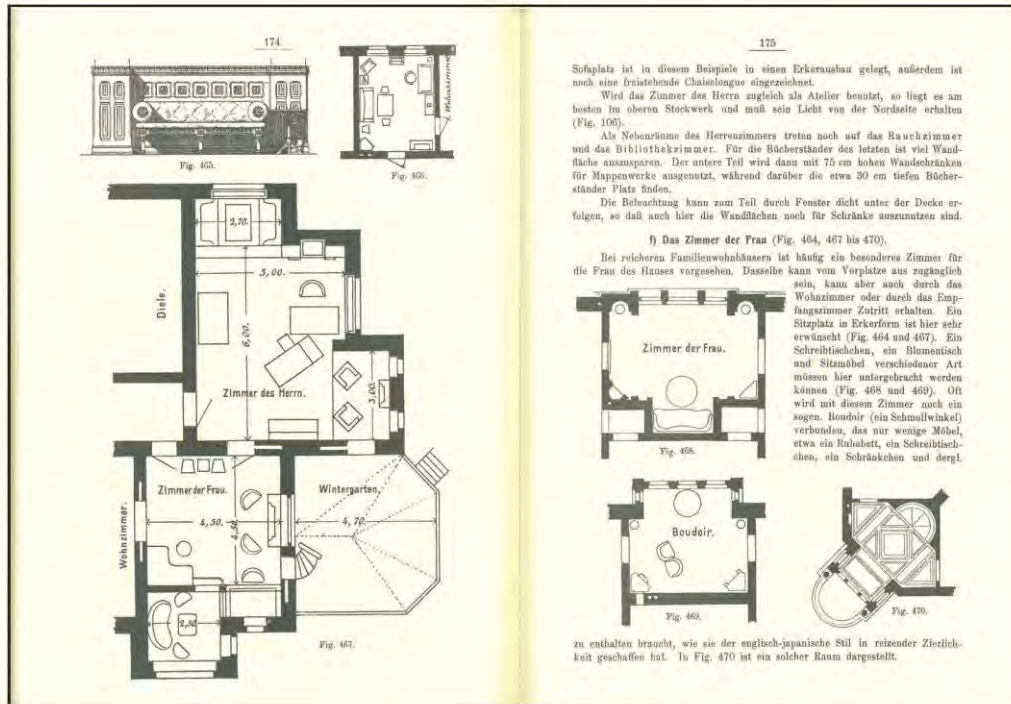 174
Fig. 465.
Wohnzimmer
Fig. 466.
2,70.
5,00.
Diele.
6,00.
Zimmer des Herrn.
3,00.
Zimmer der Frau.
Wintergarten.
4,50.
4,50.
4,70.
Wohnzimmer.
2,50
Fig. 467.
175
Sofaplatz ist in diesem Beispiele in einen Erkerausbau gelegt, außerdem ist
noch eine freistehende Chaiselongue eingezeichnet.
Wird das Zimmer des Herrn zugleich als Atelier benutzt, so liegt es am
besten im oberen Stockwerk und muß sein Licht von der Nordseite erhalten
(Fig. 106).
Als Nebenräume des Herrenzimmers treten noch auf das Rauchzimmer
und das Bibliothekzimmer. Für die Bücherständer des letzten ist viel Wand-
fläche auszusparen. Der untere Teil wird dann mit 75 cm hohen Wandschränken
für Mappenwerke ausgenutzt, während darüber die etwa 30 cm tiefen Bücher-
ständer Platz finden.
Die Beleuchtung kann zum Teil durch Fenster dicht unter der Decke er-
folgen, so daß auch hier die Wandflächen noch für Schränke auszunutzen sind.
f) Das Zimmer der Frau (Fig. 464, 467 bis 470).
Bei reicheren Familienwohnhäusern ist häufig ein besonderes Zimmer für
die Frau des Hauses vorgesehen. Dasselbe kann vom Vorplatze aus zugänglich
sein, kann aber auch durch das
Wohnzimmer oder durch das Emp-
fangszimmer Zutritt erhalten. Ein
Sitzplatz in Erkerform ist hier sehr
erwünscht (Fig. 464 und 467). Ein
Schreibtischchen, ein Blumentisch
und Sitzmöbel verschiedener Art
müssen hier untergebracht werden
können (Fig. 468 und 469). Oft
wird mit diesem Zimmer noch ein
sogen. Boudoir (ein Schmollwinkel)
verbunden, das nur wenige Möbel,
etwa ein Ruhebett, ein Schreibtisch-
chen, ein Schränkchen und dergl.
Zimmer der Frau.
Fig. 468.
Boudoir.
Fig. 469.
Fig. 470.
zu enthalten braucht, wie sie der englisch-japanische Stil in reizender Zierlich-
keit geschaffen hat. In Fig. 470 ist ein solcher Raum dargestellt.